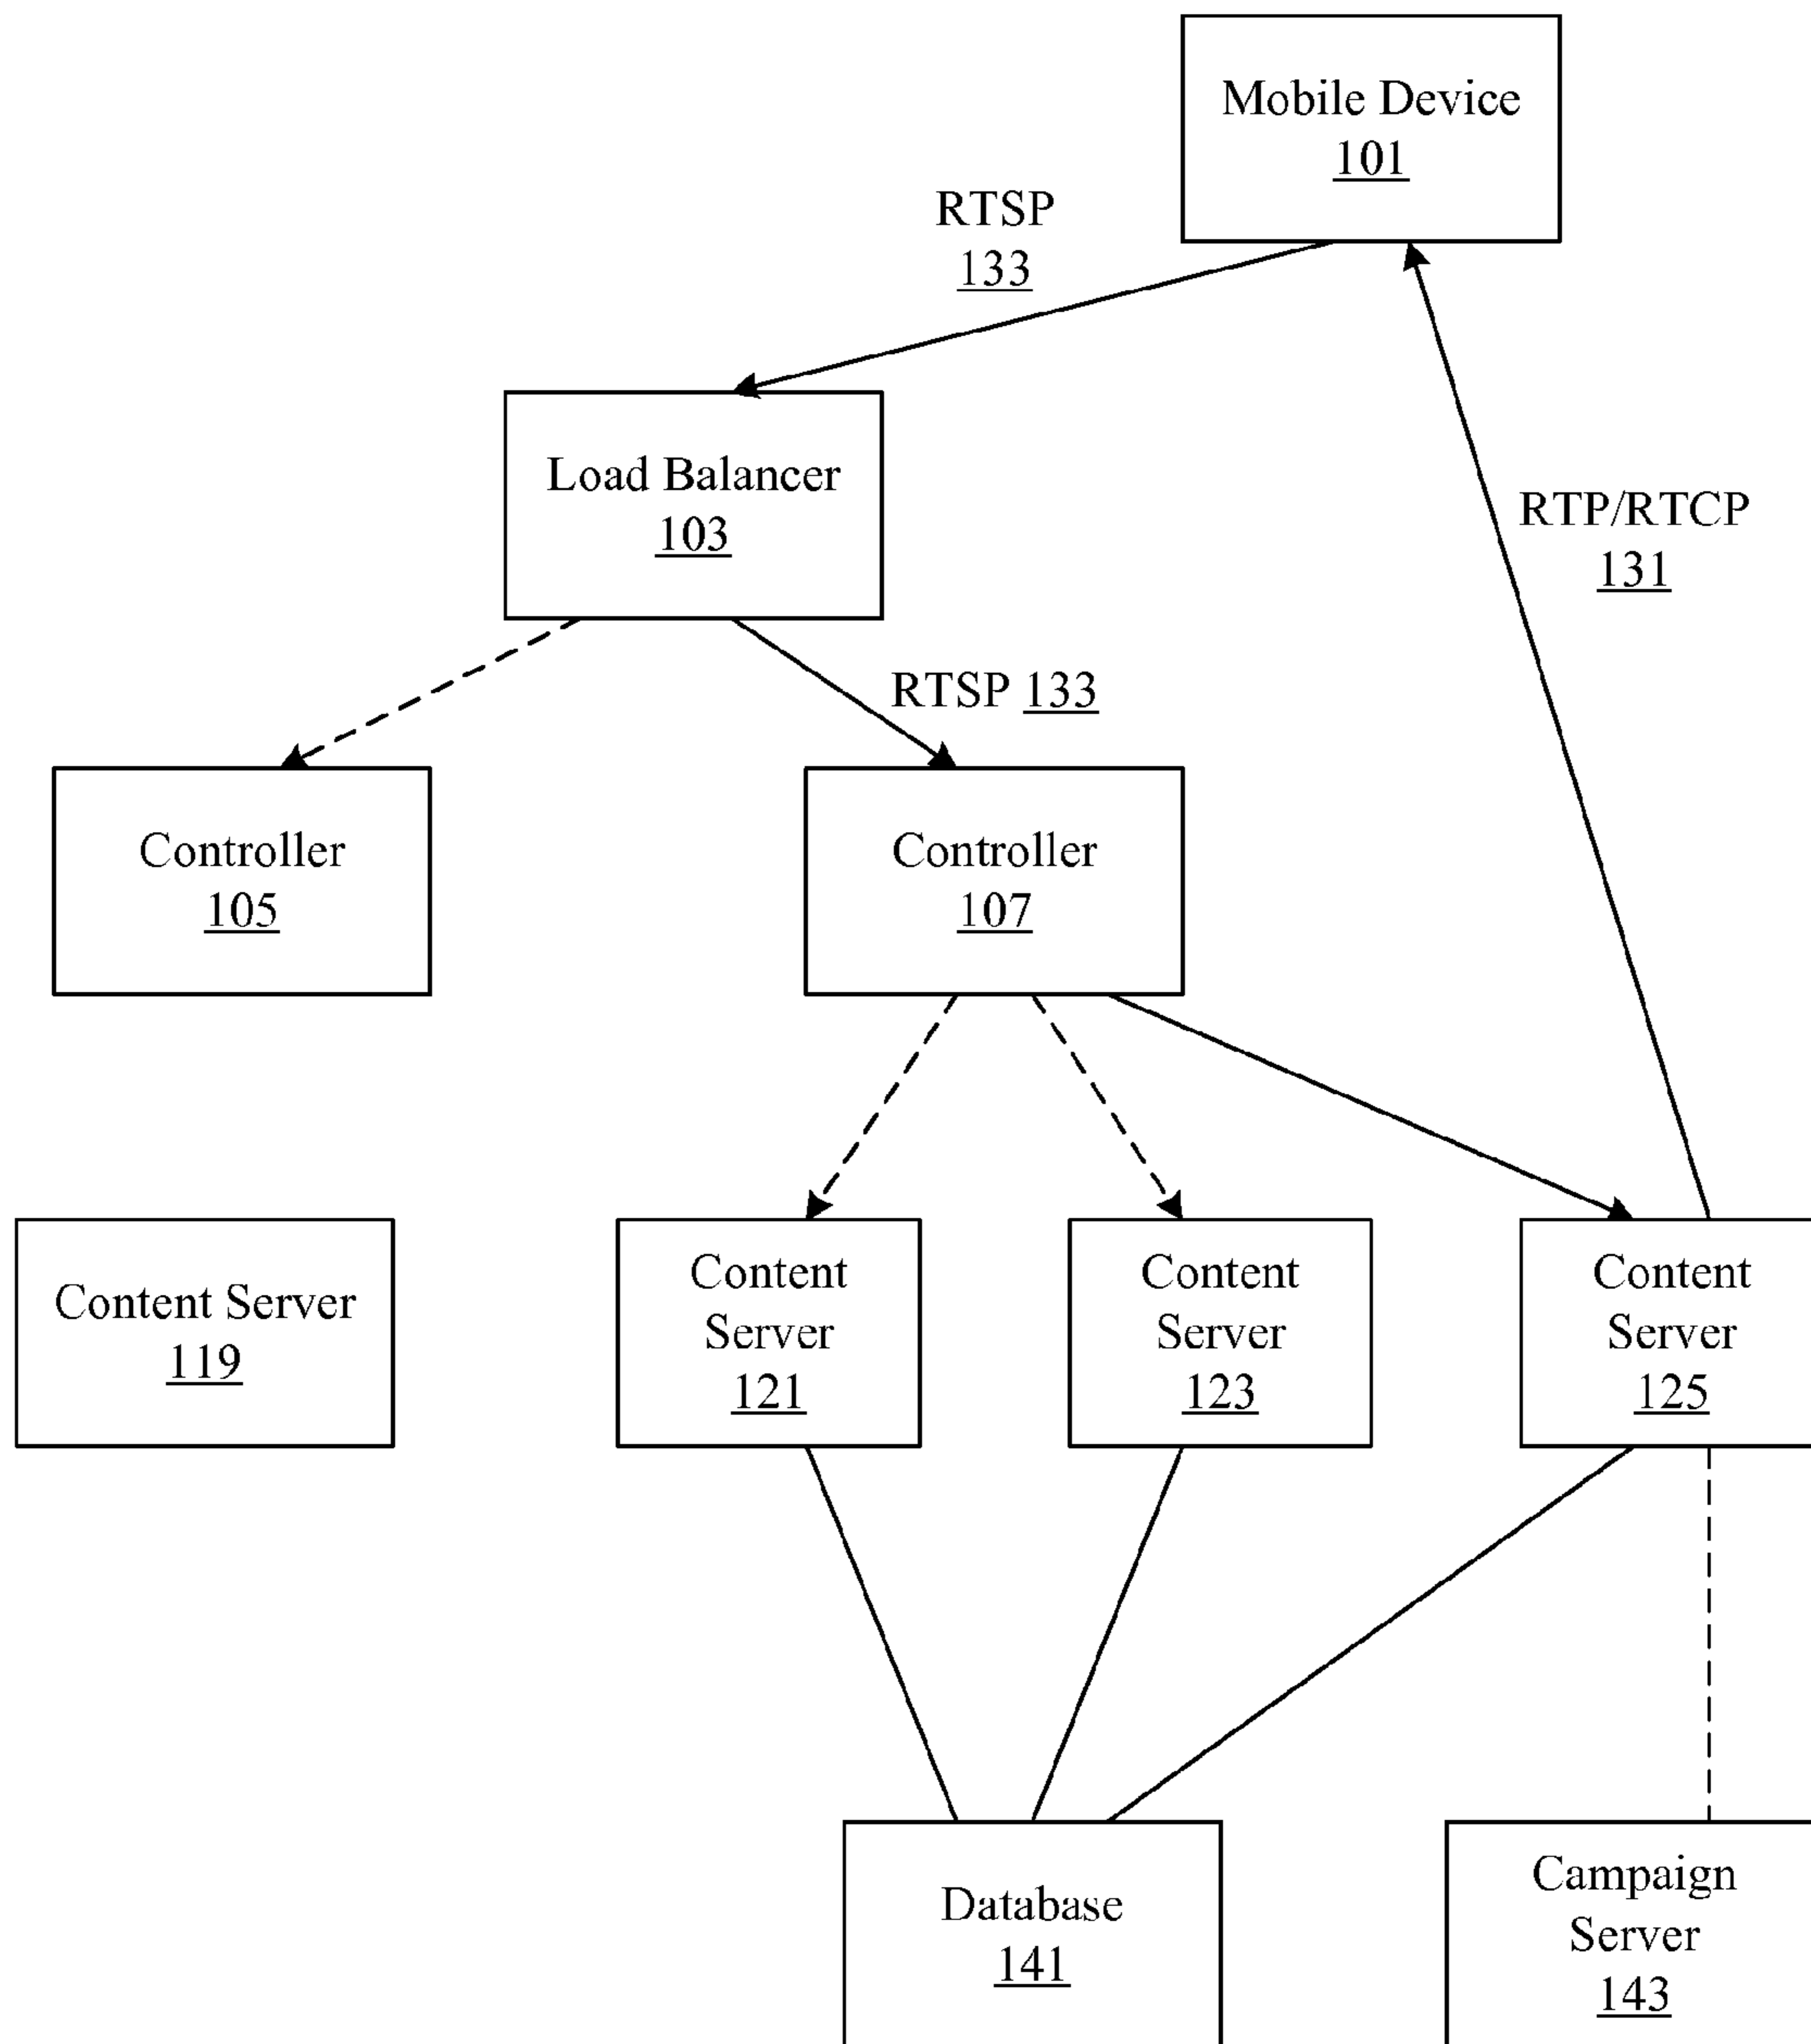 Mobile Device
101
RTSP
133
Load Balancer
103
RTP/RTCP
131
RTSP 133
Controller
105
Controller
107
Content Server
119
Content
Server
121
Content
Server
123
Content
Server
125
Database
141
Campaign
Server
143